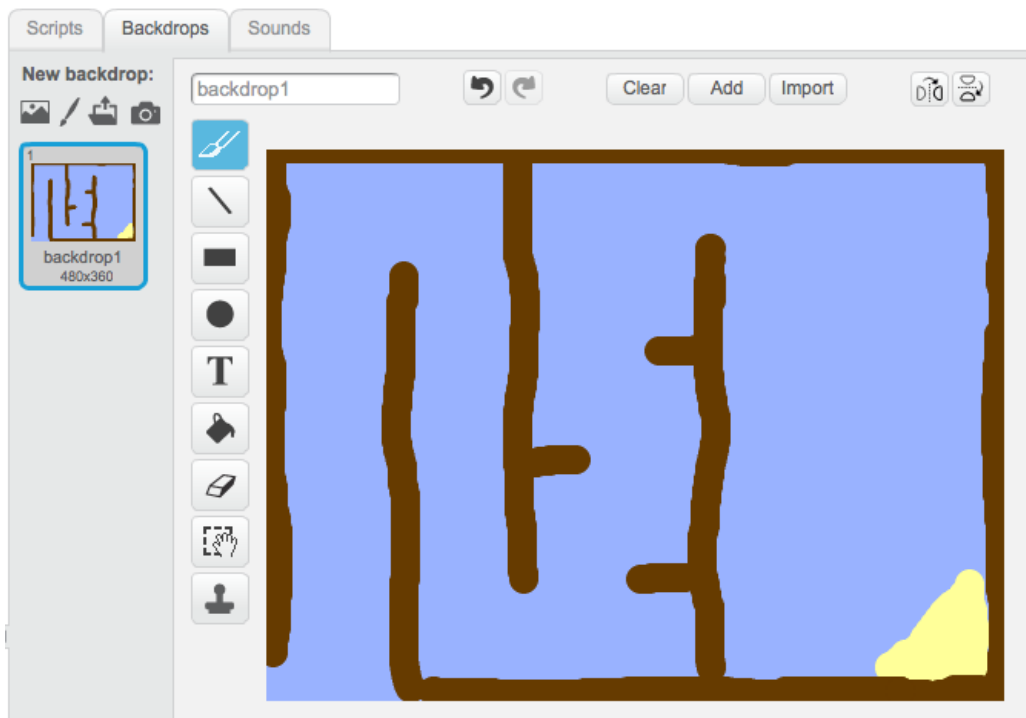 Scripts Backdrops Sounds
New backdrop:
backdrop1
Clear Add Import
1
backdrop1
480x360
T